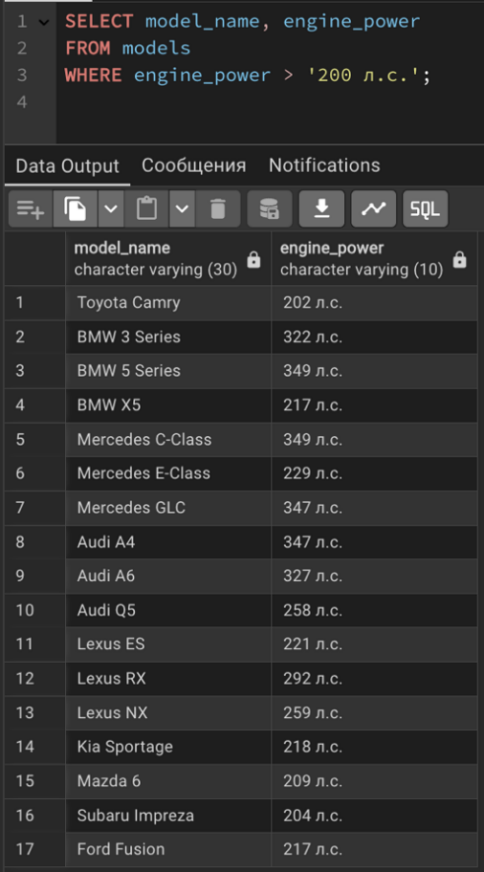 1 SELECT model_name, engine_power
2 FROM models
3 WHERE engine_power > '200 л.с.';
4
Data Output Сообщения Notifications
SQL
model_name engine_power
character varying (30) character varying (10)
1 Toyota Camry 202 л.с.
2 BMW 3 Series 322 л.с.
3 BMW 5 Series 349 л.с.
4 BMW X5 217 л.с.
5 Mercedes C-Class 349 л.с.
6 Mercedes E-Class 229 л.с.
7 Mercedes GLC 347 л.с.
8 Audi A4 347 л.с.
9 Audi A6 327 л.с.
10 Audi Q5 258 л.с.
11 Lexus ES 221 л.с.
12 Lexus RX 292 л.с.
13 Lexus NX 259 л.с.
14 Kia Sportage 218 л.с.
15 Mazda 6 209 л.с.
16 Subaru Impreza 204 л.с.
17 Ford Fusion 217 л.с.